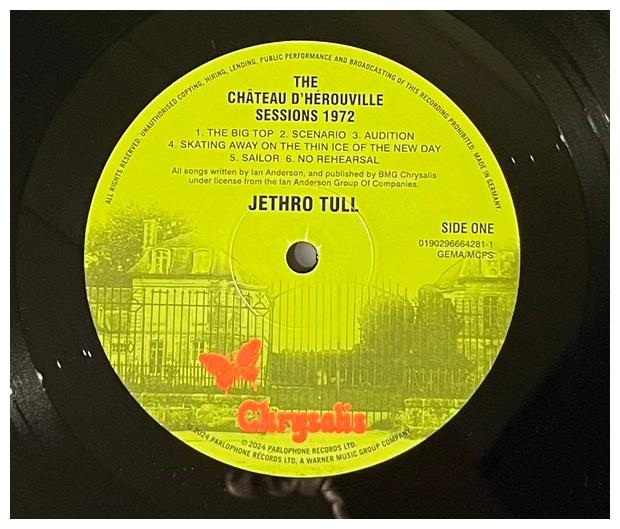 ALL RIGHTS RESERVED. UNAUTHORISED COPYING, HIRING, LENDING, PUBLIC PERFORMANCE AND BROADCASTING OF THIS RECORDING PROHIBITED. MADE IN GERMANY.
THE
CHÂTEAU D'HÉROUVILLE
SESSIONS 1972
1. THE BIG TOP 2. SCENARIO 3. AUDITION
4. SKATING AWAY ON THE THIN ICE OF THE NEW DAY
5. SAILOR 6. NO REHEARSAL
All songs written by Ian Anderson, and published by BMG Chrysalis
under license from the Ian Anderson Group Of Companies.
JETHRO TULL
SIDE ONE
0190296664281-1
GEMA/MCPS
Chrysalis
© 2024 PARLOPHONE RECORDS LTD.
℗ 2024 PARLOPHONE RECORDS LTD, A WARNER MUSIC GROUP COMPANY